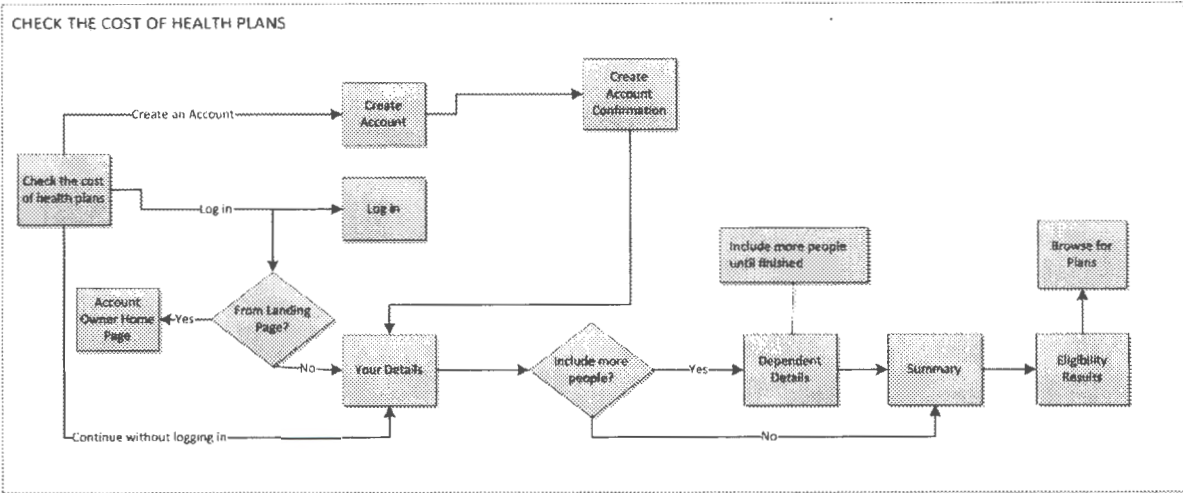 CHECK THE COST OF HEALTH PLANS
Create
Account
Confirmation
Create an Account
Create
Account
Check the cost
of health plans
Log in
Log in
Include more people
until finished
Browse for
Plans
Account
Owner Home
Page
Yes
From Landing
Page?
No
Your Details
Include more
people?
Yes
Dependent
Details
Summary
Eligibility
Results
Continue without logging in
No